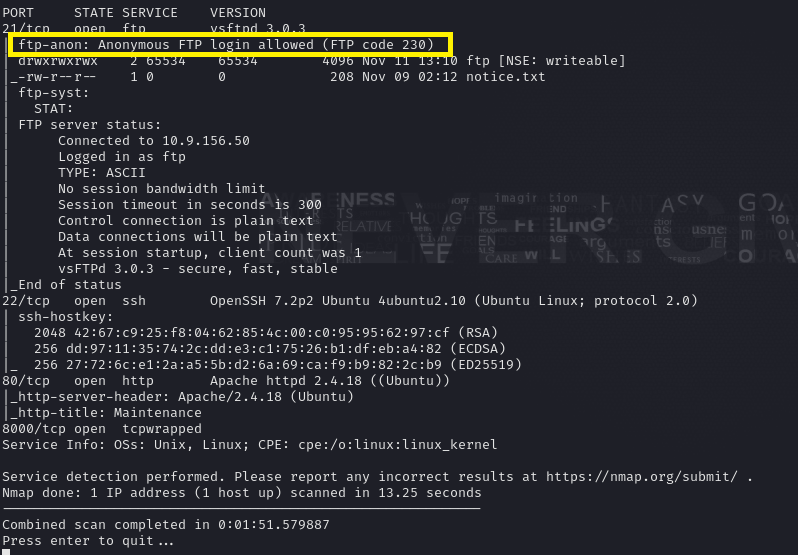 PORT     STATE SERVICE    VERSION
21/tcp   open  ftp        vsftpd 3.0.3
| ftp-anon: Anonymous FTP login allowed (FTP code 230)
| drwxrwxrwx    2 65534    65534        4096 Nov 11 13:10 ftp [NSE: writeable]
|_-rw-r--r--    1 0        0             208 Nov 09 02:12 notice.txt
| ftp-syst:
|   STAT:
| FTP server status:
|      Connected to 10.9.156.50
|      Logged in as ftp
|      TYPE: ASCII
|      No session bandwidth limit
|      Session timeout in seconds is 300
|      Control connection is plain text
|      Data connections will be plain text
|      At session startup, client count was 1
|      vsFTPd 3.0.3 - secure, fast, stable
|_End of status
22/tcp   open  ssh        OpenSSH 7.2p2 Ubuntu 4ubuntu2.10 (Ubuntu Linux; protocol 2.0)
| ssh-hostkey:
|   2048 42:67:c9:25:f8:04:62:85:4c:00:c0:95:95:62:97:cf (RSA)
|   256 dd:97:11:35:74:2c:dd:e3:c1:75:26:b1:df:eb:a4:82 (ECDSA)
|_  256 27:72:6c:e1:2a:a5:5b:d2:6a:69:ca:f9:b9:82:2c:b9 (ED25519)
80/tcp   open  http       Apache httpd 2.4.18 ((Ubuntu))
|_http-server-header: Apache/2.4.18 (Ubuntu)
|_http-title: Maintenance
8000/tcp open  tcpwrapped
Service Info: OSs: Unix, Linux; CPE: cpe:/o:linux:linux_kernel
Service detection performed. Please report any incorrect results at https://nmap.org/submit/ .
Nmap done: 1 IP address (1 host up) scanned in 13.25 seconds
------------------------------------------------------------
Combined scan completed in 0:01:51.579887
Press enter to quit...